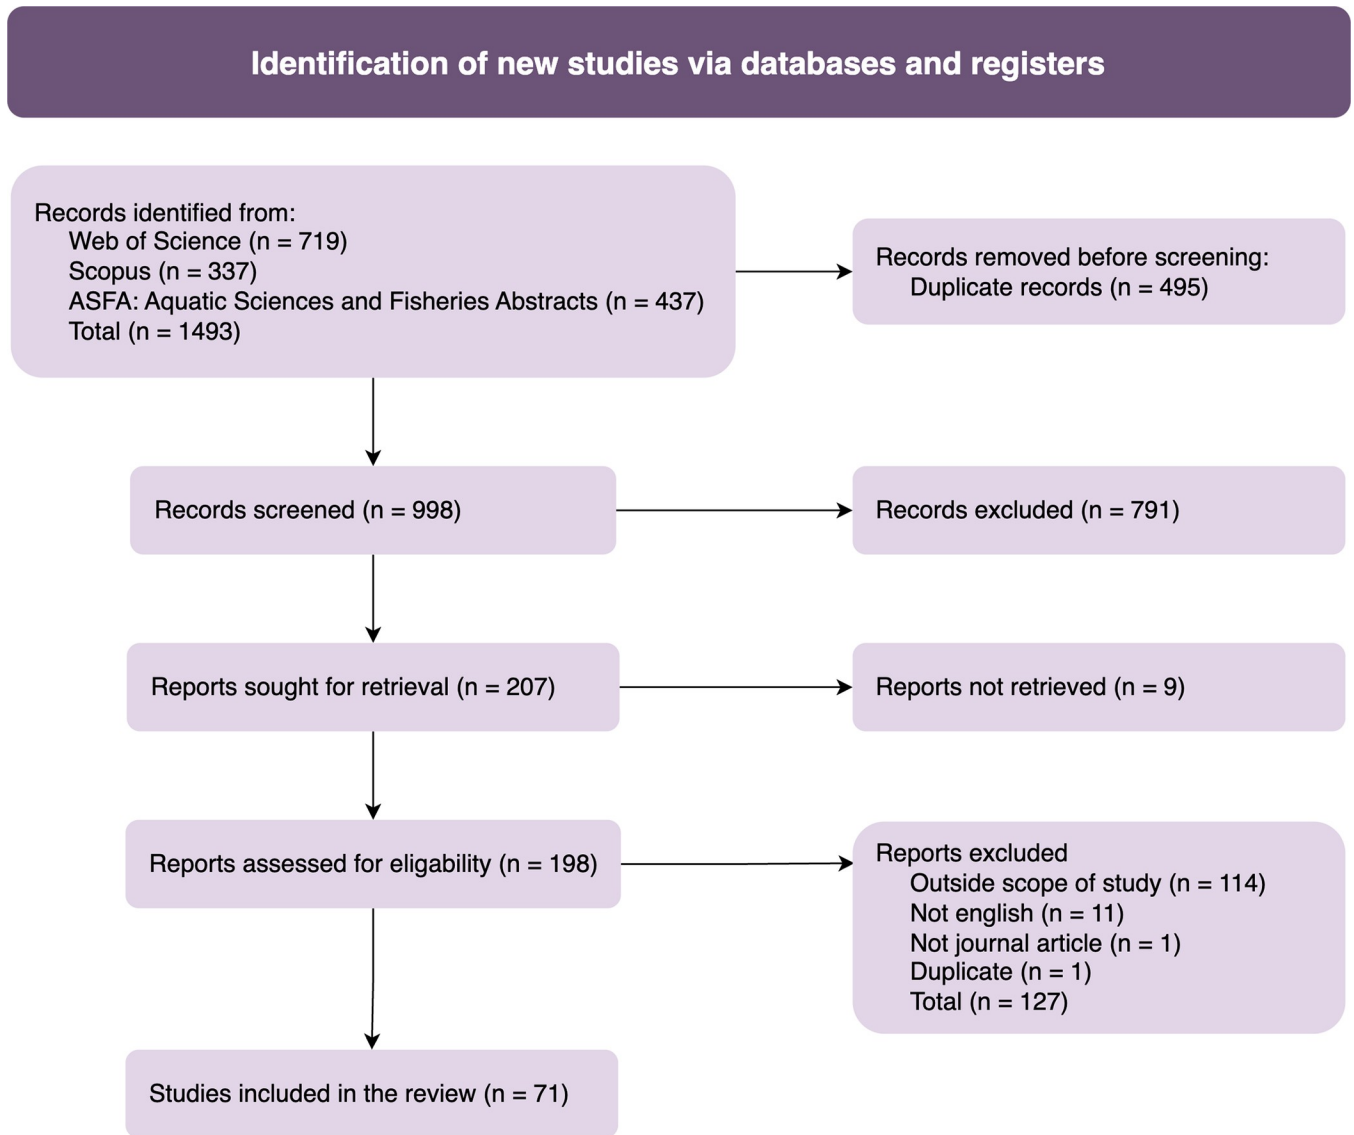 Identification of new studies via databases and registers
Records identified from:
Web of Science (n = 719)
Scopus (n = 337)
ASFA: Aquatic Sciences and Fisheries Abstracts (n = 437)
Total (n = 1493)
Records removed before screening:
Duplicate records (n = 495)
Records screened (n = 998)
Records excluded (n = 791)
Reports sought for retrieval (n = 207)
Reports not retrieved (n = 9)
Reports assessed for eligability (n = 198)
Reports excluded
Outside scope of study (n = 114)
Not english (n = 11)
Not journal article (n = 1)
Duplicate (n = 1)
Total (n = 127)
Studies included in the review (n = 71)